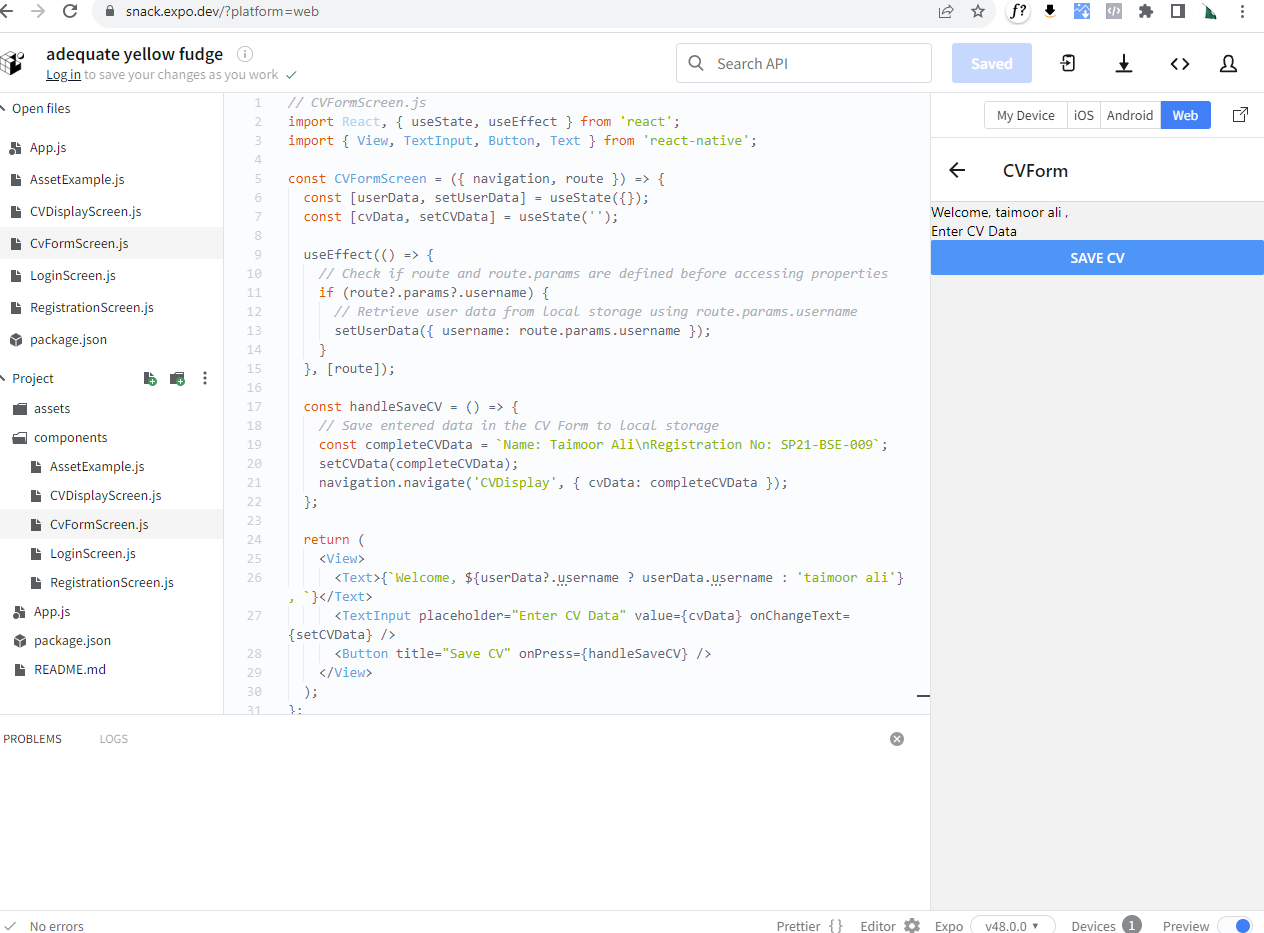 snack.expo.dev/?platform=web
f?
adequate yellow fudge
Log in to save your changes as you work
Search API
Saved
Open files
App.js
AssetExample.js
CVDisplayScreen.js
CvFormScreen.js
LoginScreen.js
RegistrationScreen.js
package.json
Project
assets
components
AssetExample.js
CVDisplayScreen.js
CvFormScreen.js
LoginScreen.js
RegistrationScreen.js
App.js
package.json
README.md
1 // CVFormScreen.js
2 import React, { useState, useEffect } from 'react';
3 import { View, TextInput, Button, Text } from 'react-native';
4
5 const CVFormScreen = ({ navigation, route }) => {
6 const [userData, setUserData] = useState({});
7 const [cvData, setCVData] = useState('');
8
9 useEffect(() => {
10 // Check if route and route.params are defined before accessing properties
11 if (route?.params?.username) {
12 // Retrieve user data from local storage using route.params.username
13 setUserData({ username: route.params.username });
14 }
15 }, [route]);
16
17 const handleSaveCV = () => {
18 // Save entered data in the CV Form to local storage
19 const completeCVData = `Name: Taimoor Ali\nRegistration No: SP21-BSE-009`;
20 setCVData(completeCVData);
21 navigation.navigate('CVDisplay', { cvData: completeCVData });
22 };
23
24 return (
25 <View>
26 <Text>{`Welcome, ${userData?.username ? userData.username : 'taimoor ali'}
, `}</Text>
27 <TextInput placeholder="Enter CV Data" value={cvData} onChangeText=
{setCVData} />
28 <Button title="Save CV" onPress={handleSaveCV} />
29 </View>
30 );
31 };
My Device iOS Android Web
CVForm
Welcome, taimoor ali ,
Enter CV Data
SAVE CV
PROBLEMS LOGS
No errors
Prettier {} Editor Expo v48.0.0 Devices 1 Preview